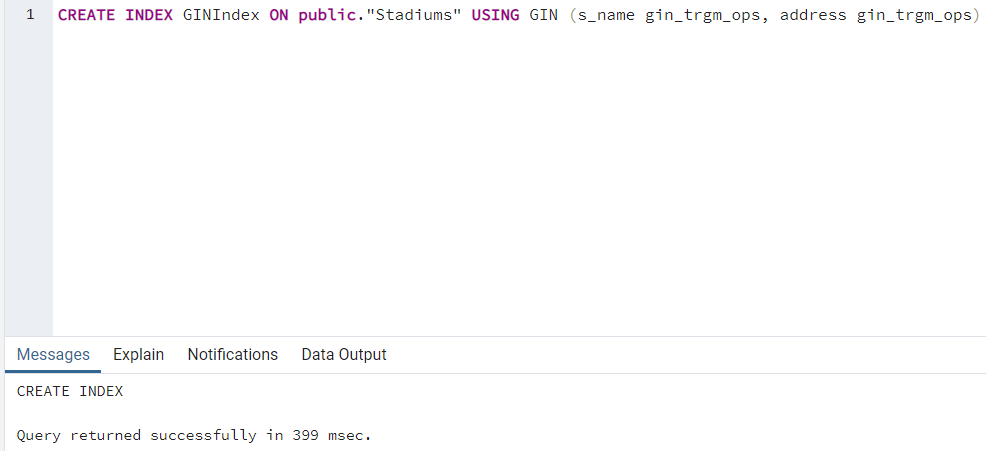 1 CREATE INDEX GINIndex ON public."Stadiums" USING GIN (s_name gin_trgm_ops, address gin_trgm_ops)
Messages Explain Notifications Data Output
CREATE INDEX
Query returned successfully in 399 msec.